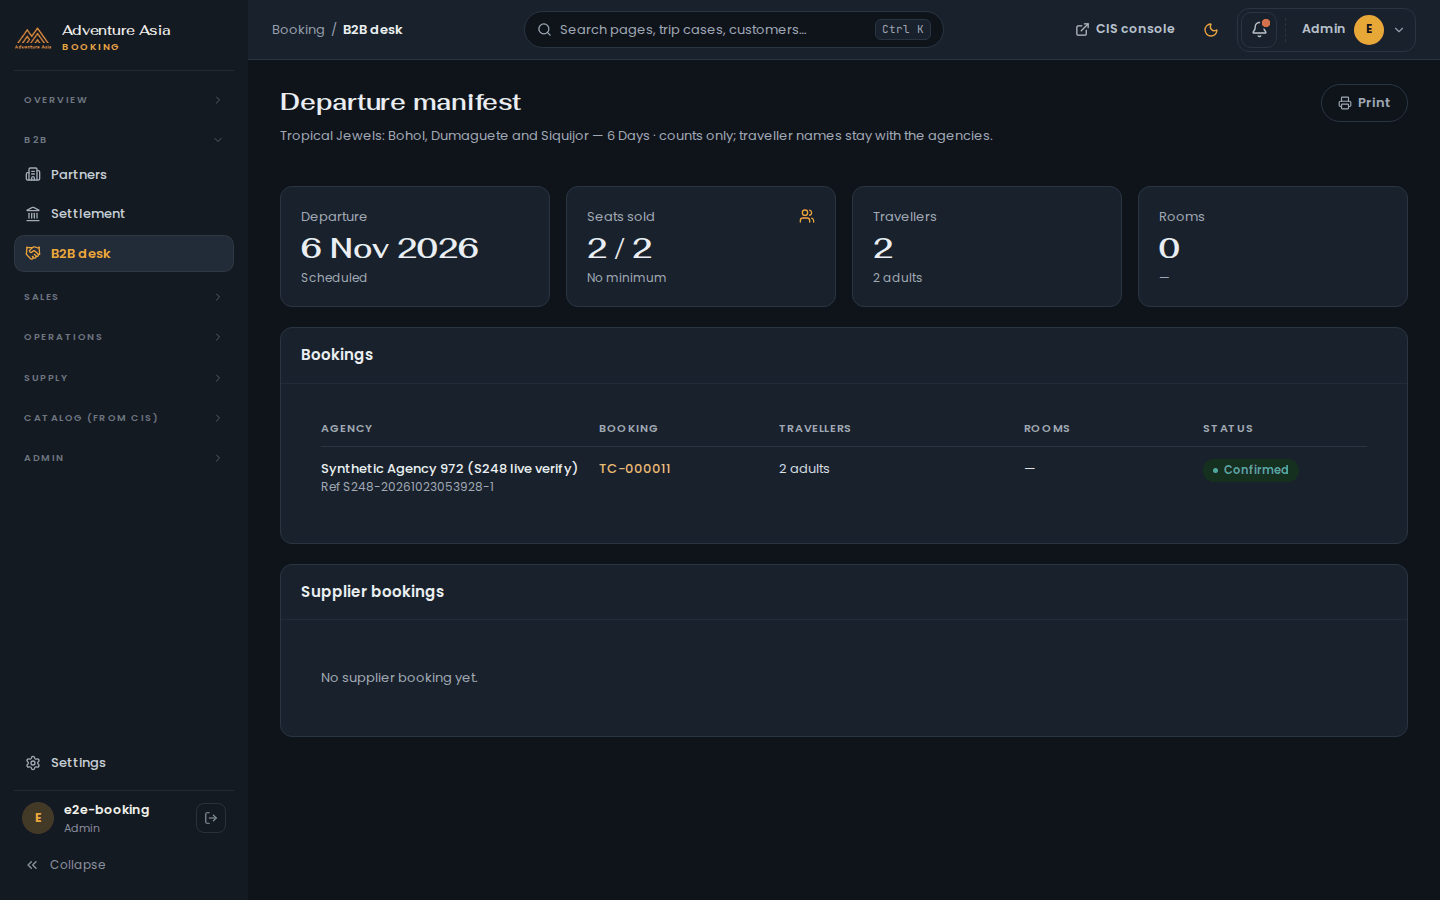 Adventure Asia
BOOKING
Adventure Asia
OVERVIEW
B2B
Partners
Settlement
B2B desk
SALES
OPERATIONS
SUPPLY
CATALOG (FROM CIS)
ADMIN
Settings
E
e2e-booking
Admin
Collapse
Booking / B2B desk
Search pages, trip cases, customers...
Ctrl K
CIS console
Admin
E
Departure manifest
Tropical Jewels: Bohol, Dumaguete and Siquijor — 6 Days · counts only; traveller names stay with the agencies.
Print
Departure
6 Nov 2026
Scheduled
Seats sold
2 / 2
No minimum
Travellers
2
2 adults
Rooms
0
—
Bookings
AGENCY BOOKING TRAVELLERS ROOMS STATUS
Synthetic Agency 972 (S248 live verify) TC-000011 2 adults — Confirmed
Ref S248-20261023053928-1
Supplier bookings
No supplier booking yet.